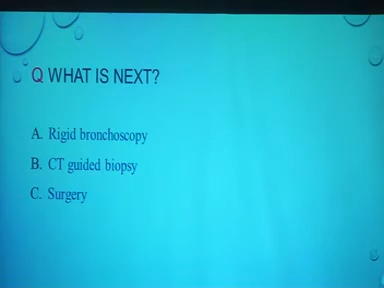 Q WHAT IS NEXT?
A. Rigid bronchoscopy
B. CT guided biopsy
C. Surgery